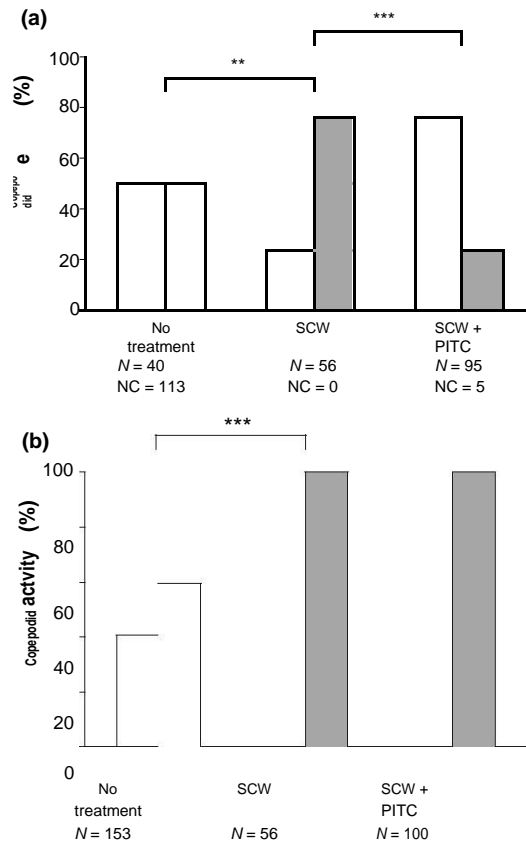 (a)
(%)
e
did
***
**
80
60
40
20
0
No SCW SCW +
treatment PITC
N = 40 N = 56 N = 95
NC = 113 NC = 0 NC = 5
(b)
***
Copepodid actvity (%)
100
80
60
40
20
0
No SCW SCW +
treatment PITC
N = 153 N = 56 N = 100